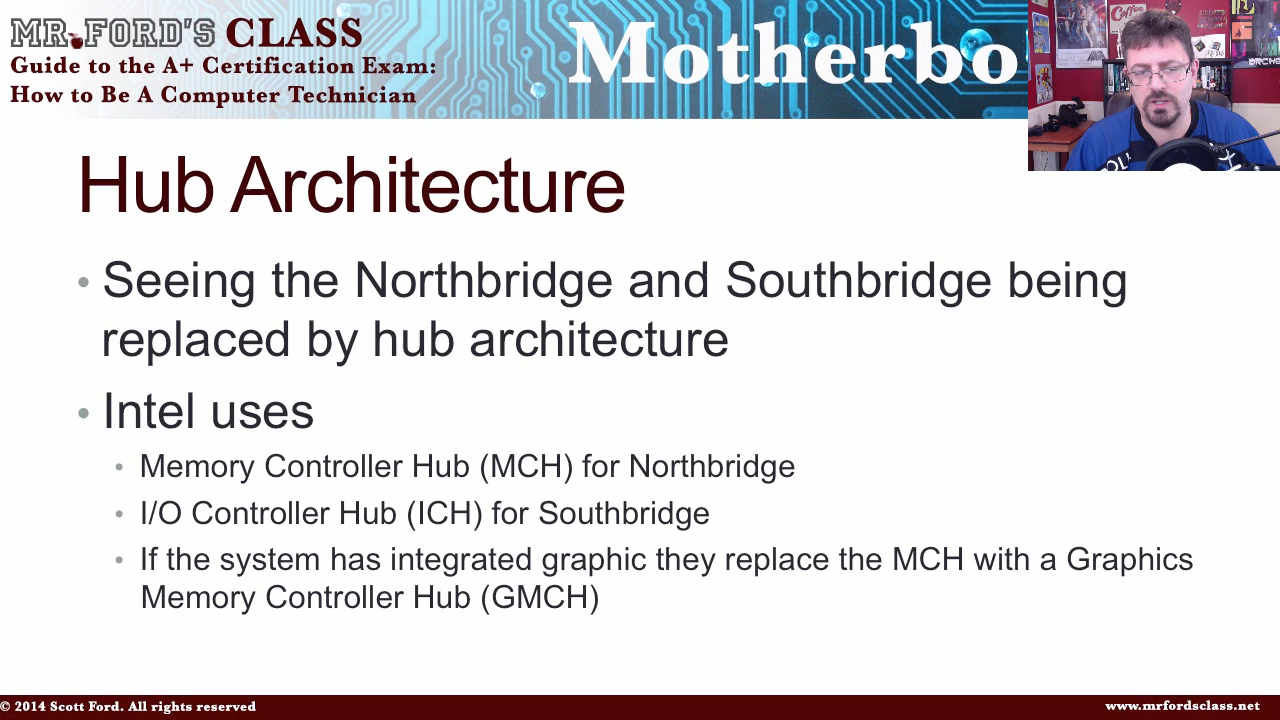 MR.FORD'S CLASS
Guide to the A+ Certification Exam:
How to Be A Computer Technician
Motherbo
Coffee
ARCHE
Hub Architecture
• Seeing the Northbridge and Southbridge being
replaced by hub architecture
• Intel uses
• Memory Controller Hub (MCH) for Northbridge
• I/O Controller Hub (ICH) for Southbridge
• If the system has integrated graphic they replace the MCH with a Graphics
Memory Controller Hub (GMCH)
© 2014 Scott Ford. All rights reserved
www.mrfordsclass.net